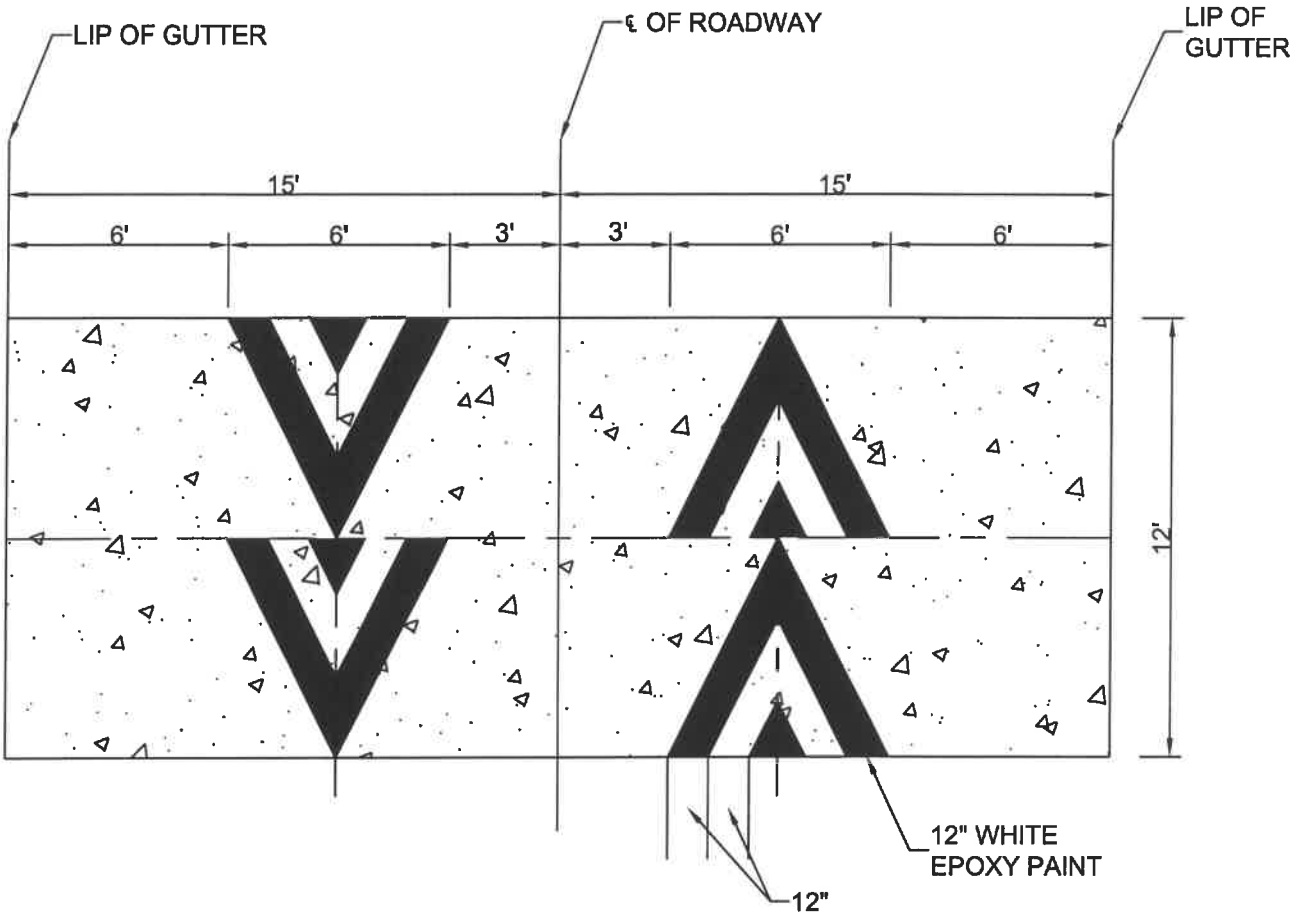 LIP OF GUTTER
℄ OF ROADWAY
LIP OF
GUTTER
15'
15'
6'
6'
3'
3'
6'
6'
12'
12" WHITE
EPOXY PAINT
12"